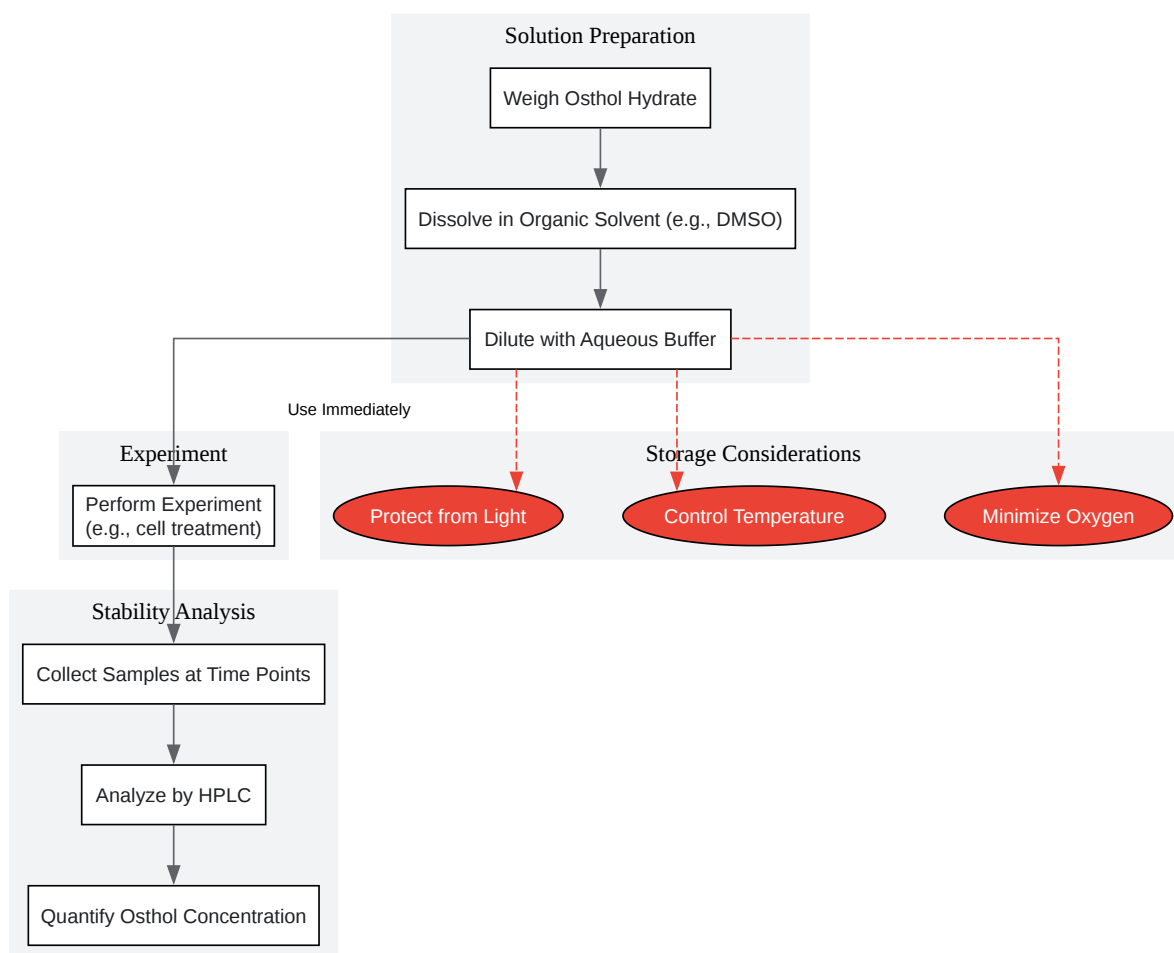 Solution Preparation
Weigh Osthol Hydrate
Dissolve in Organic Solvent (e.g., DMSO)
Dilute with Aqueous Buffer
Use Immediately
Experiment
Perform Experiment
(e.g., cell treatment)
Storage Considerations
Protect from Light
Control Temperature
Minimize Oxygen
Stability Analysis
Collect Samples at Time Points
Analyze by HPLC
Quantify Osthol Concentration